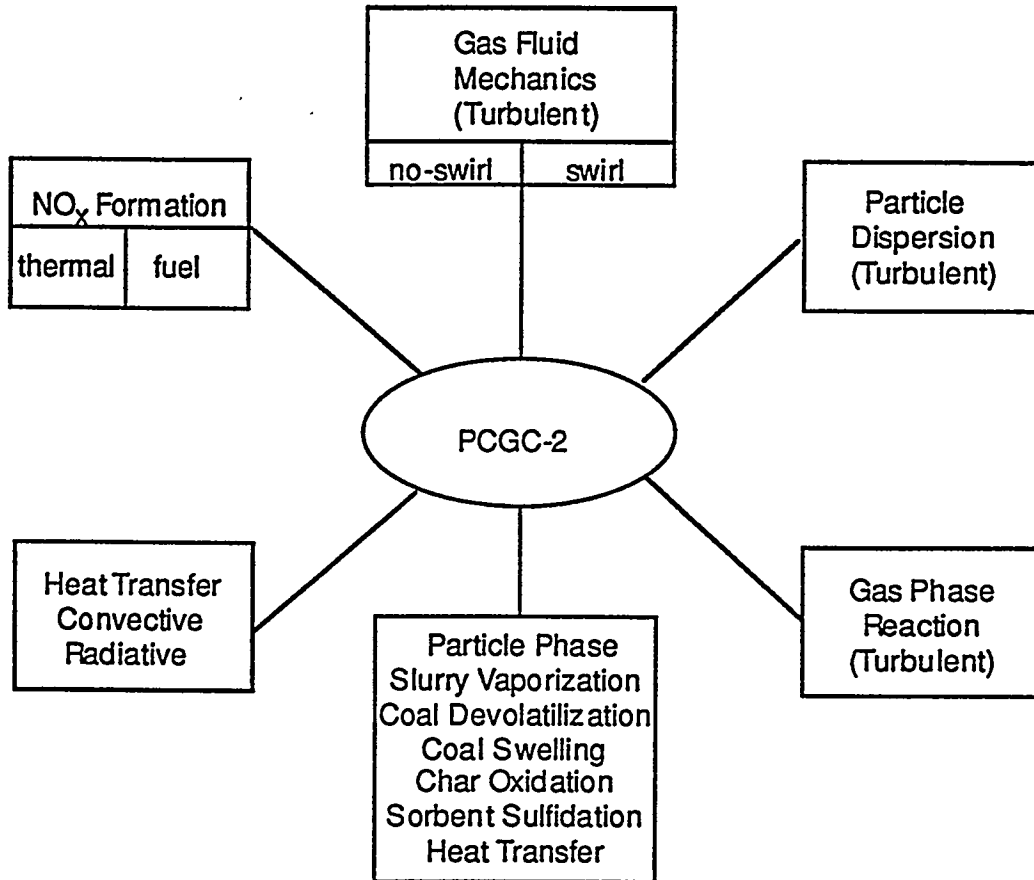 Gas Fluid
Mechanics
(Turbulent)
no-swirl swirl
NOx Formation
thermal fuel
Particle
Dispersion
(Turbulent)
PCGC-2
Heat Transfer
Convective
Radiative
Particle Phase
Slurry Vaporization
Coal Devolatilization
Coal Swelling
Char Oxidation
Sorbent Sulfidation
Heat Transfer
Gas Phase
Reaction
(Turbulent)